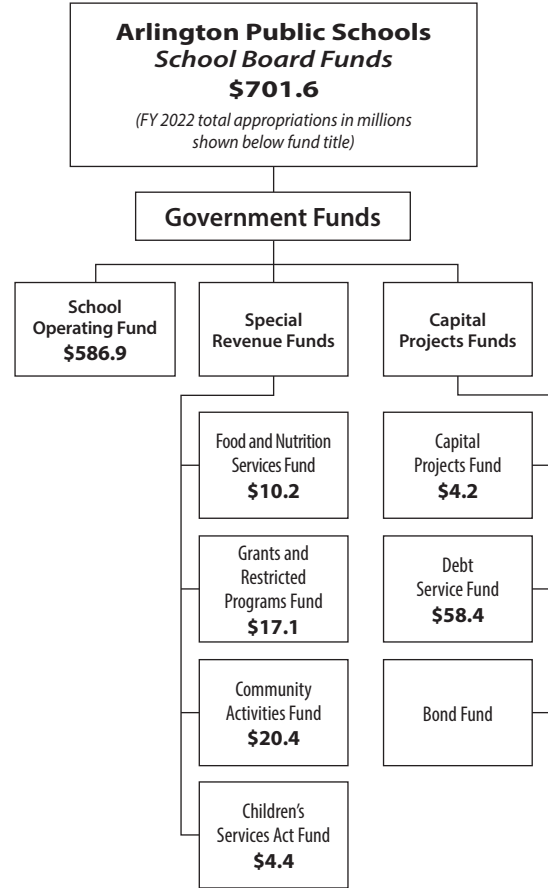 Arlington Public Schools
School Board Funds
$701.6
(FY 2022 total appropriations in millions
shown below fund title)
Government Funds
School
Operating Fund
$586.9
Special
Revenue Funds
Capital
Projects Funds
Food and Nutrition
Services Fund
$10.2
Grants and
Restricted
Programs Fund
$17.1
Community
Activities Fund
$20.4
Children's
Services Act Fund
$4.4
Capital
Projects Fund
$4.2
Debt
Service Fund
$58.4
Bond Fund